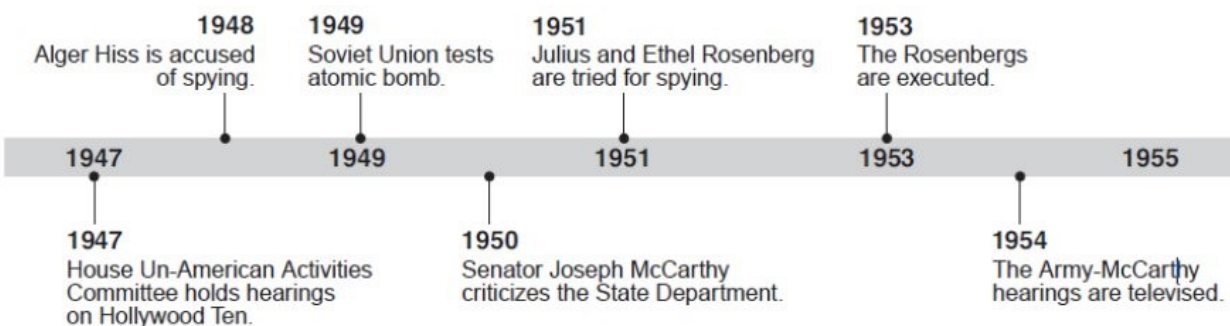 1948
Alger Hiss is accused
of spying.
1949
Soviet Union tests
atomic bomb.
1951
Julius and Ethel Rosenberg
are tried for spying.
1953
The Rosenbergs
are executed.
1947 1949 1951 1953 1955
1947
House Un-American Activities
Committee holds hearings
on Hollywood Ten.
1950
Senator Joseph McCarthy
criticizes the State Department.
1954
The Army-McCarthy
hearings are televised.